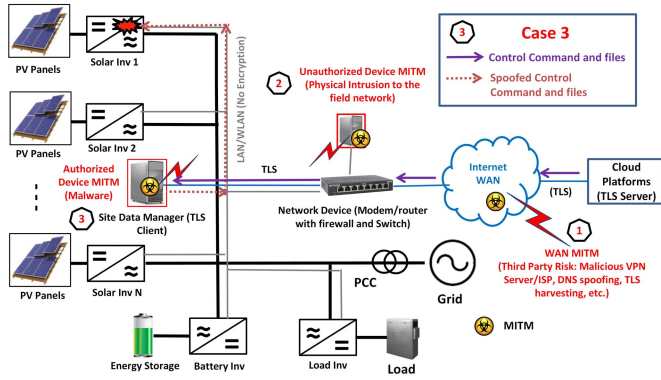 PV Panels
Solar Inv 1
PV Panels
Solar Inv 2
PV Panels
Solar Inv N
LAN/WLAN (No Encryption)
2
Unauthorized Device MITM
(Physical Intrusion to the
field network)
3
Case 3
Control Command and files
Spoofed Control
Command and files
Authorized
Device MITM
(Malware)
3
Site Data Manager (TLS
Client)
TLS
Network Device (Modem/router
with firewall and Switch)
Internet
WAN
(TLS)
Cloud
Platforms
(TLS Server)
1
WAN MITM
(Third Party Risk: Malicious VPN
Server/ISP, DNS spoofing, TLS
harvesting, etc.)
PCC
Grid
MITM
Energy Storage
Battery Inv
Load Inv
Load